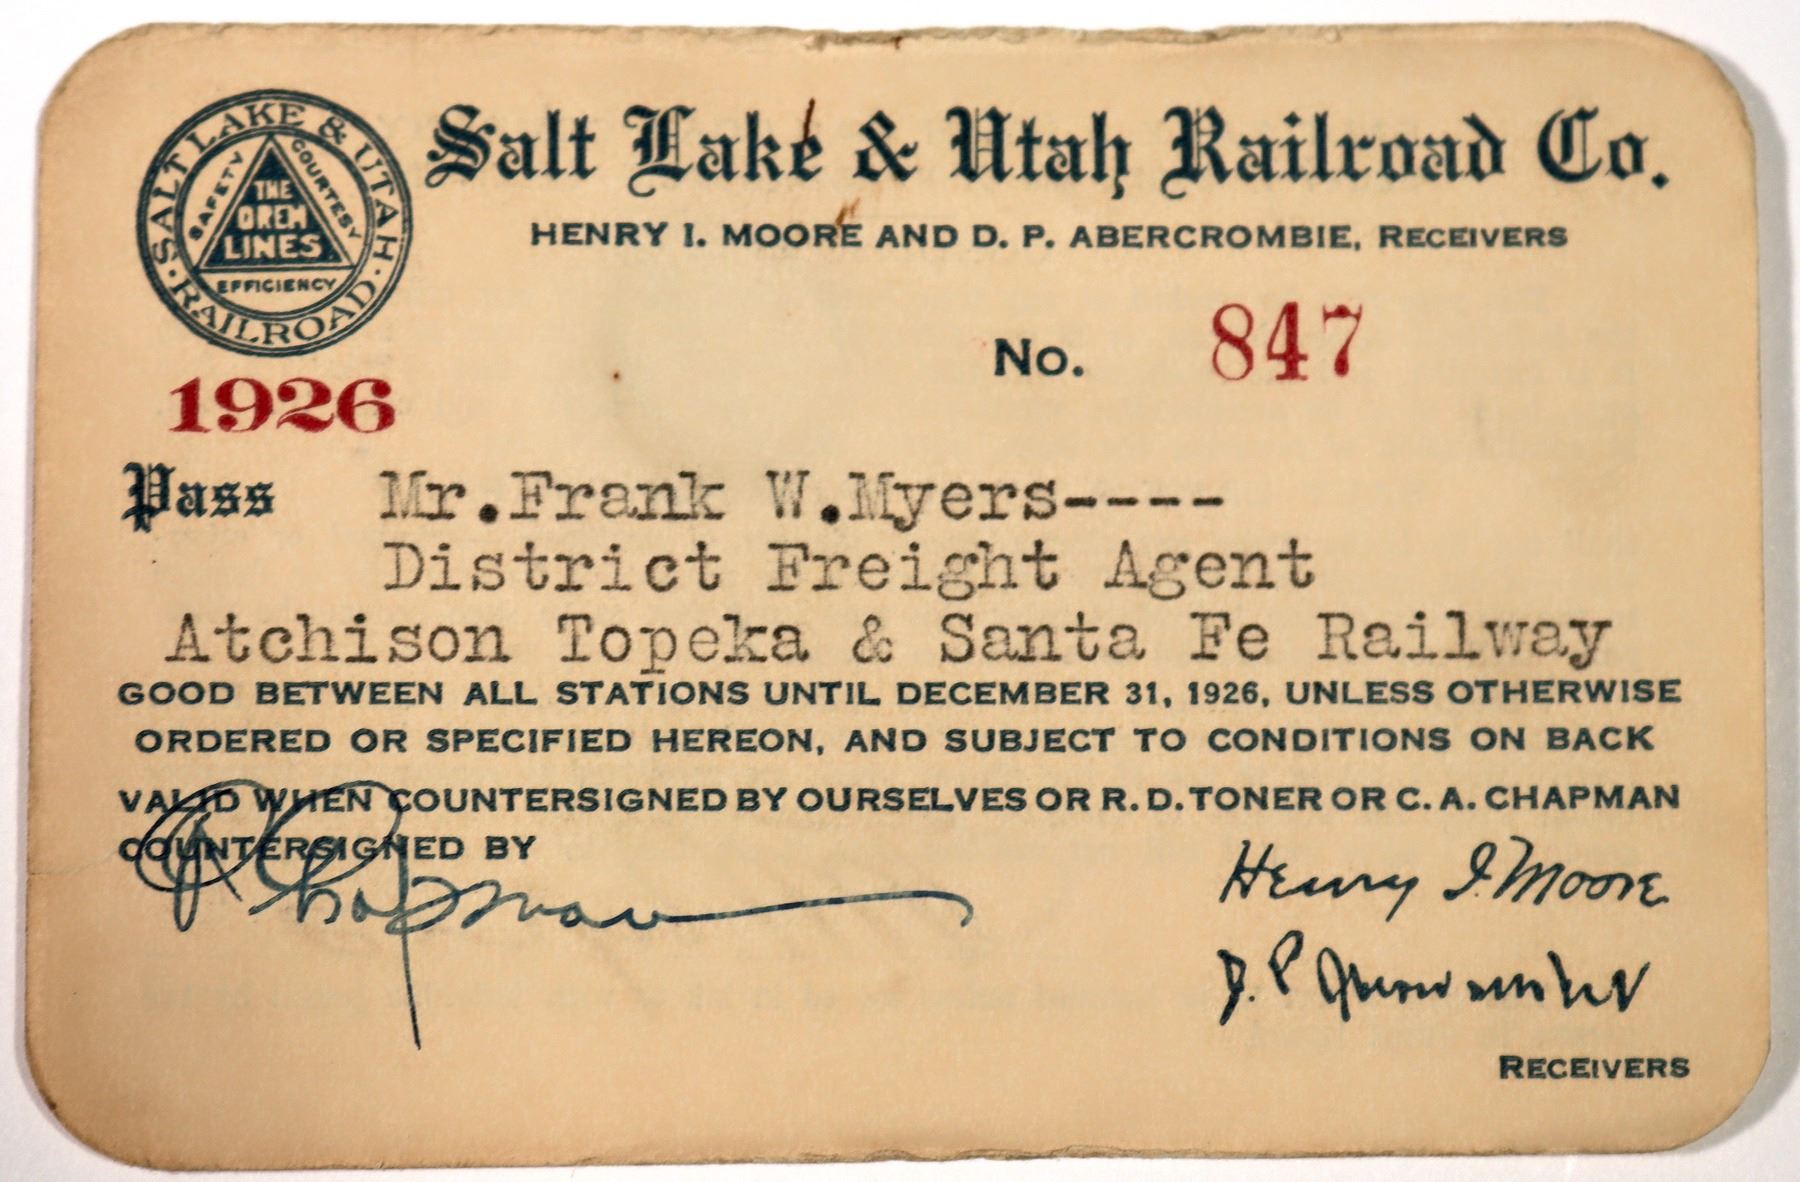 SALT LAKE & UTAH
· RAILROAD ·
SAFETY COURTESY
THE
OREM
LINES
EFFICIENCY
Salt Lake & Utah Railroad Co.
HENRY I. MOORE AND D. P. ABERCROMBIE, RECEIVERS
No. 847
1926
Pass Mr.Frank W.Myers----
District Freight Agent
Atchison Topeka & Santa Fe Railway
GOOD BETWEEN ALL STATIONS UNTIL DECEMBER 31, 1926, UNLESS OTHERWISE
ORDERED OR SPECIFIED HEREON, AND SUBJECT TO CONDITIONS ON BACK
VALID WHEN COUNTERSIGNED BY OURSELVES OR R. D. TONER OR C. A. CHAPMAN
COUNTERSIGNED BY
C A Chapman
Henry I. Moore
D. P. Abercrombie
RECEIVERS